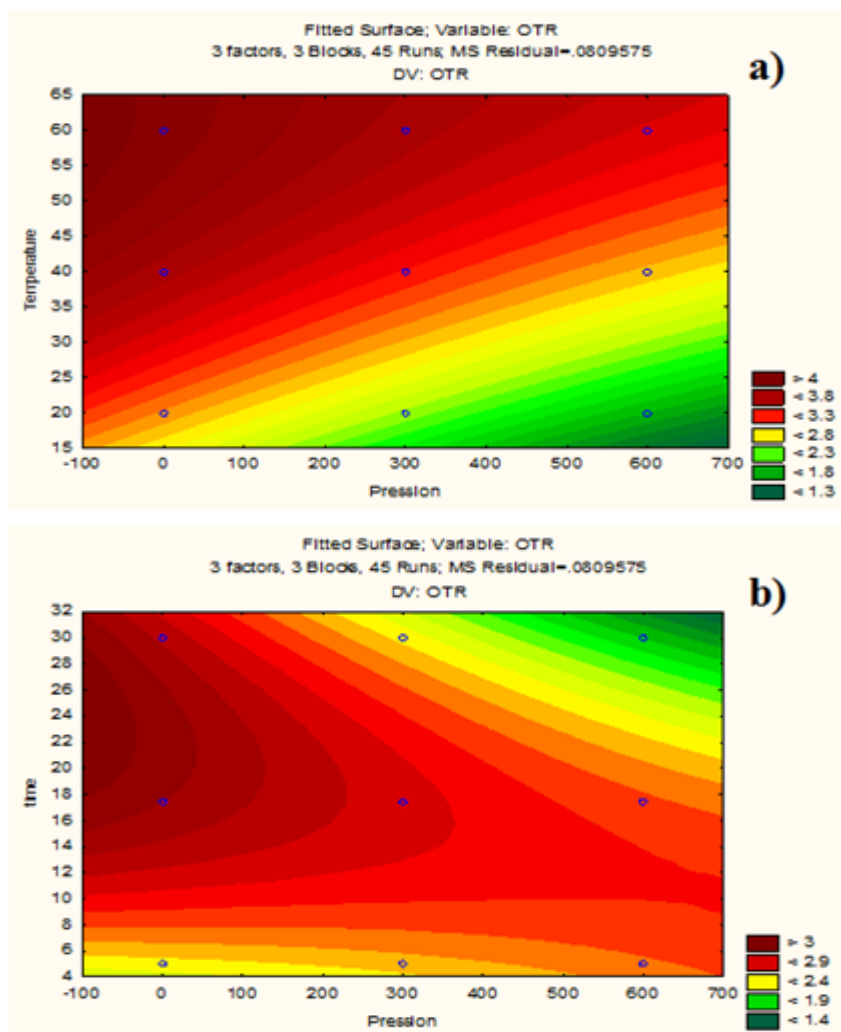 Fitted Surface; Variable: OTR
3 factors, 3 Blocks, 45 Runs; MS Residual=.0809575
DV: OTR
a)
65
60
55
50
45
40
35
30
25
20
15
Temperature
-100 0 100 200 300 400 500 600 700
Pression
> 4
< 3.8
< 3.3
< 2.8
< 2.3
< 1.8
< 1.3
Fitted Surface; Variable: OTR
3 factors, 3 Blocks, 45 Runs; MS Residual=.0809575
DV: OTR
b)
32
30
28
26
24
22
20
18
16
14
12
10
8
6
4
time
-100 0 100 200 300 400 500 600 700
Pression
> 3
< 2.9
< 2.4
< 1.9
< 1.4